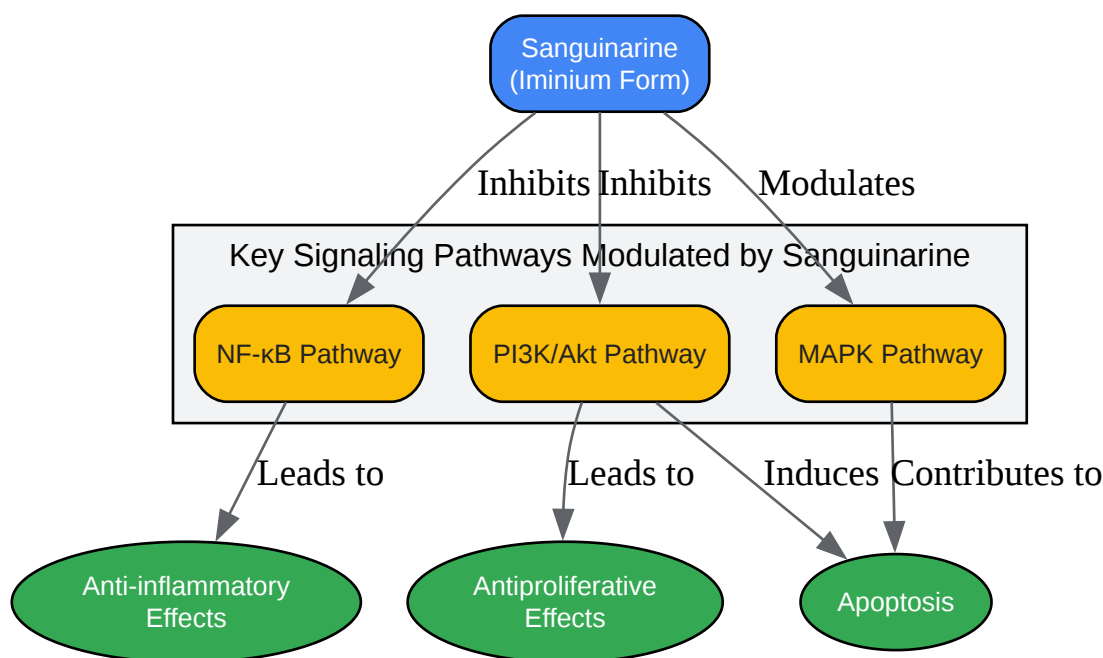 Sanguinarine
(Iminium Form)
Inhibits
Inhibits
Modulates
Key Signaling Pathways Modulated by Sanguinarine
NF-κB Pathway
PI3K/Akt Pathway
MAPK Pathway
Leads to
Leads to
Induces
Contributes to
Anti-inflammatory
Effects
Antiproliferative
Effects
Apoptosis